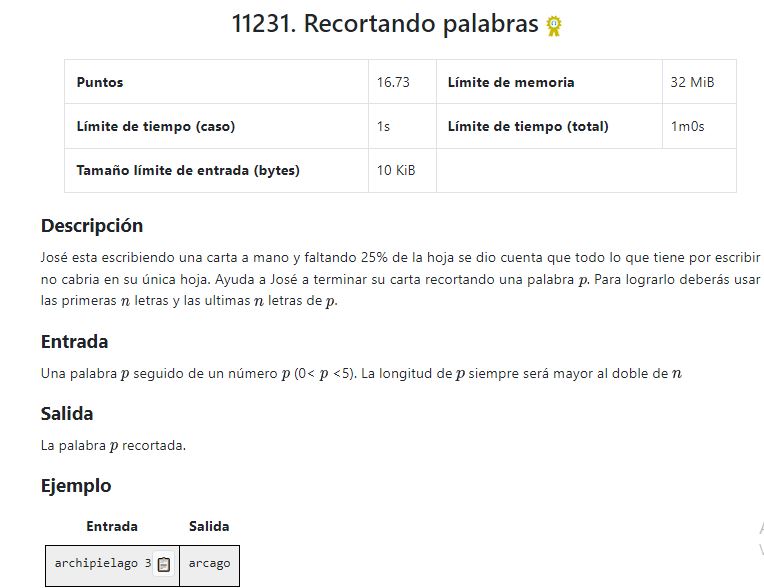 11231. Recortando palabras
Puntos 16.73 Límite de memoria 32 MiB
Límite de tiempo (caso) 1s Límite de tiempo (total) 1m0s
Tamaño límite de entrada (bytes) 10 KiB
Descripción
José esta escribiendo una carta a mano y faltando 25% de la hoja se dio cuenta que todo lo que tiene por escribir
no cabria en su única hoja. Ayuda a José a terminar su carta recortando una palabra p. Para lograrlo deberás usar
las primeras n letras y las ultimas n letras de p.
Entrada
Una palabra p seguido de un número p (0< p <5). La longitud de p siempre será mayor al doble de n
Salida
La palabra p recortada.
Ejemplo
Entrada Salida
archipielago 3 arcago